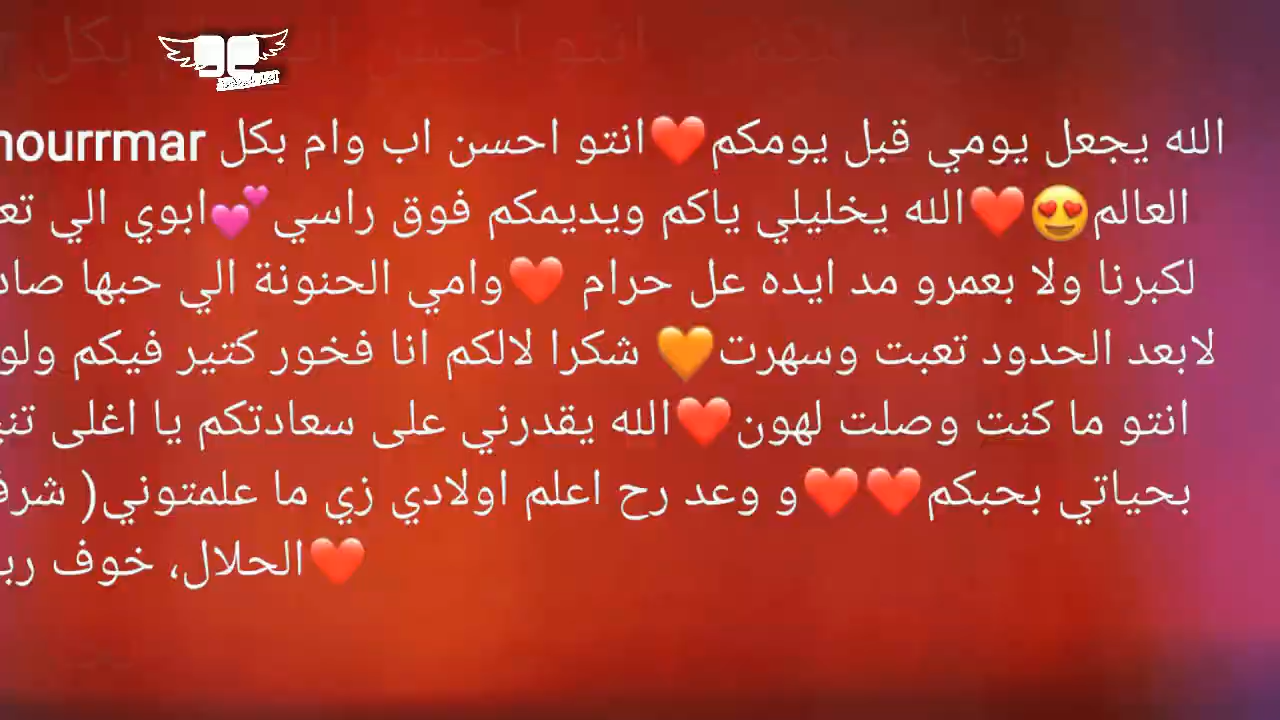 الله يجعل يومي قبل يومكم❤️انتو احسن اب وام بكل nourrmar
العالم😍❤️الله يخليلي ياكم ويديمكم فوق راسي💕ابوي الي
لكبرنا ولا بعمرو مد ايده عل حرام ❤️وامي الحنونة الي حبها
لابعد الحدود تعبت وسهرت🧡 شكرا لالكم انا فخور كتير فيكم
انتو ما كنت وصلت لهون❤️الله يقدرني على سعادتكم يا اغلى
بحياتي بحبكم❤️❤️و وعد رح اعلم اولادي زي ما علمتوني(
❤️الحلال، خوف